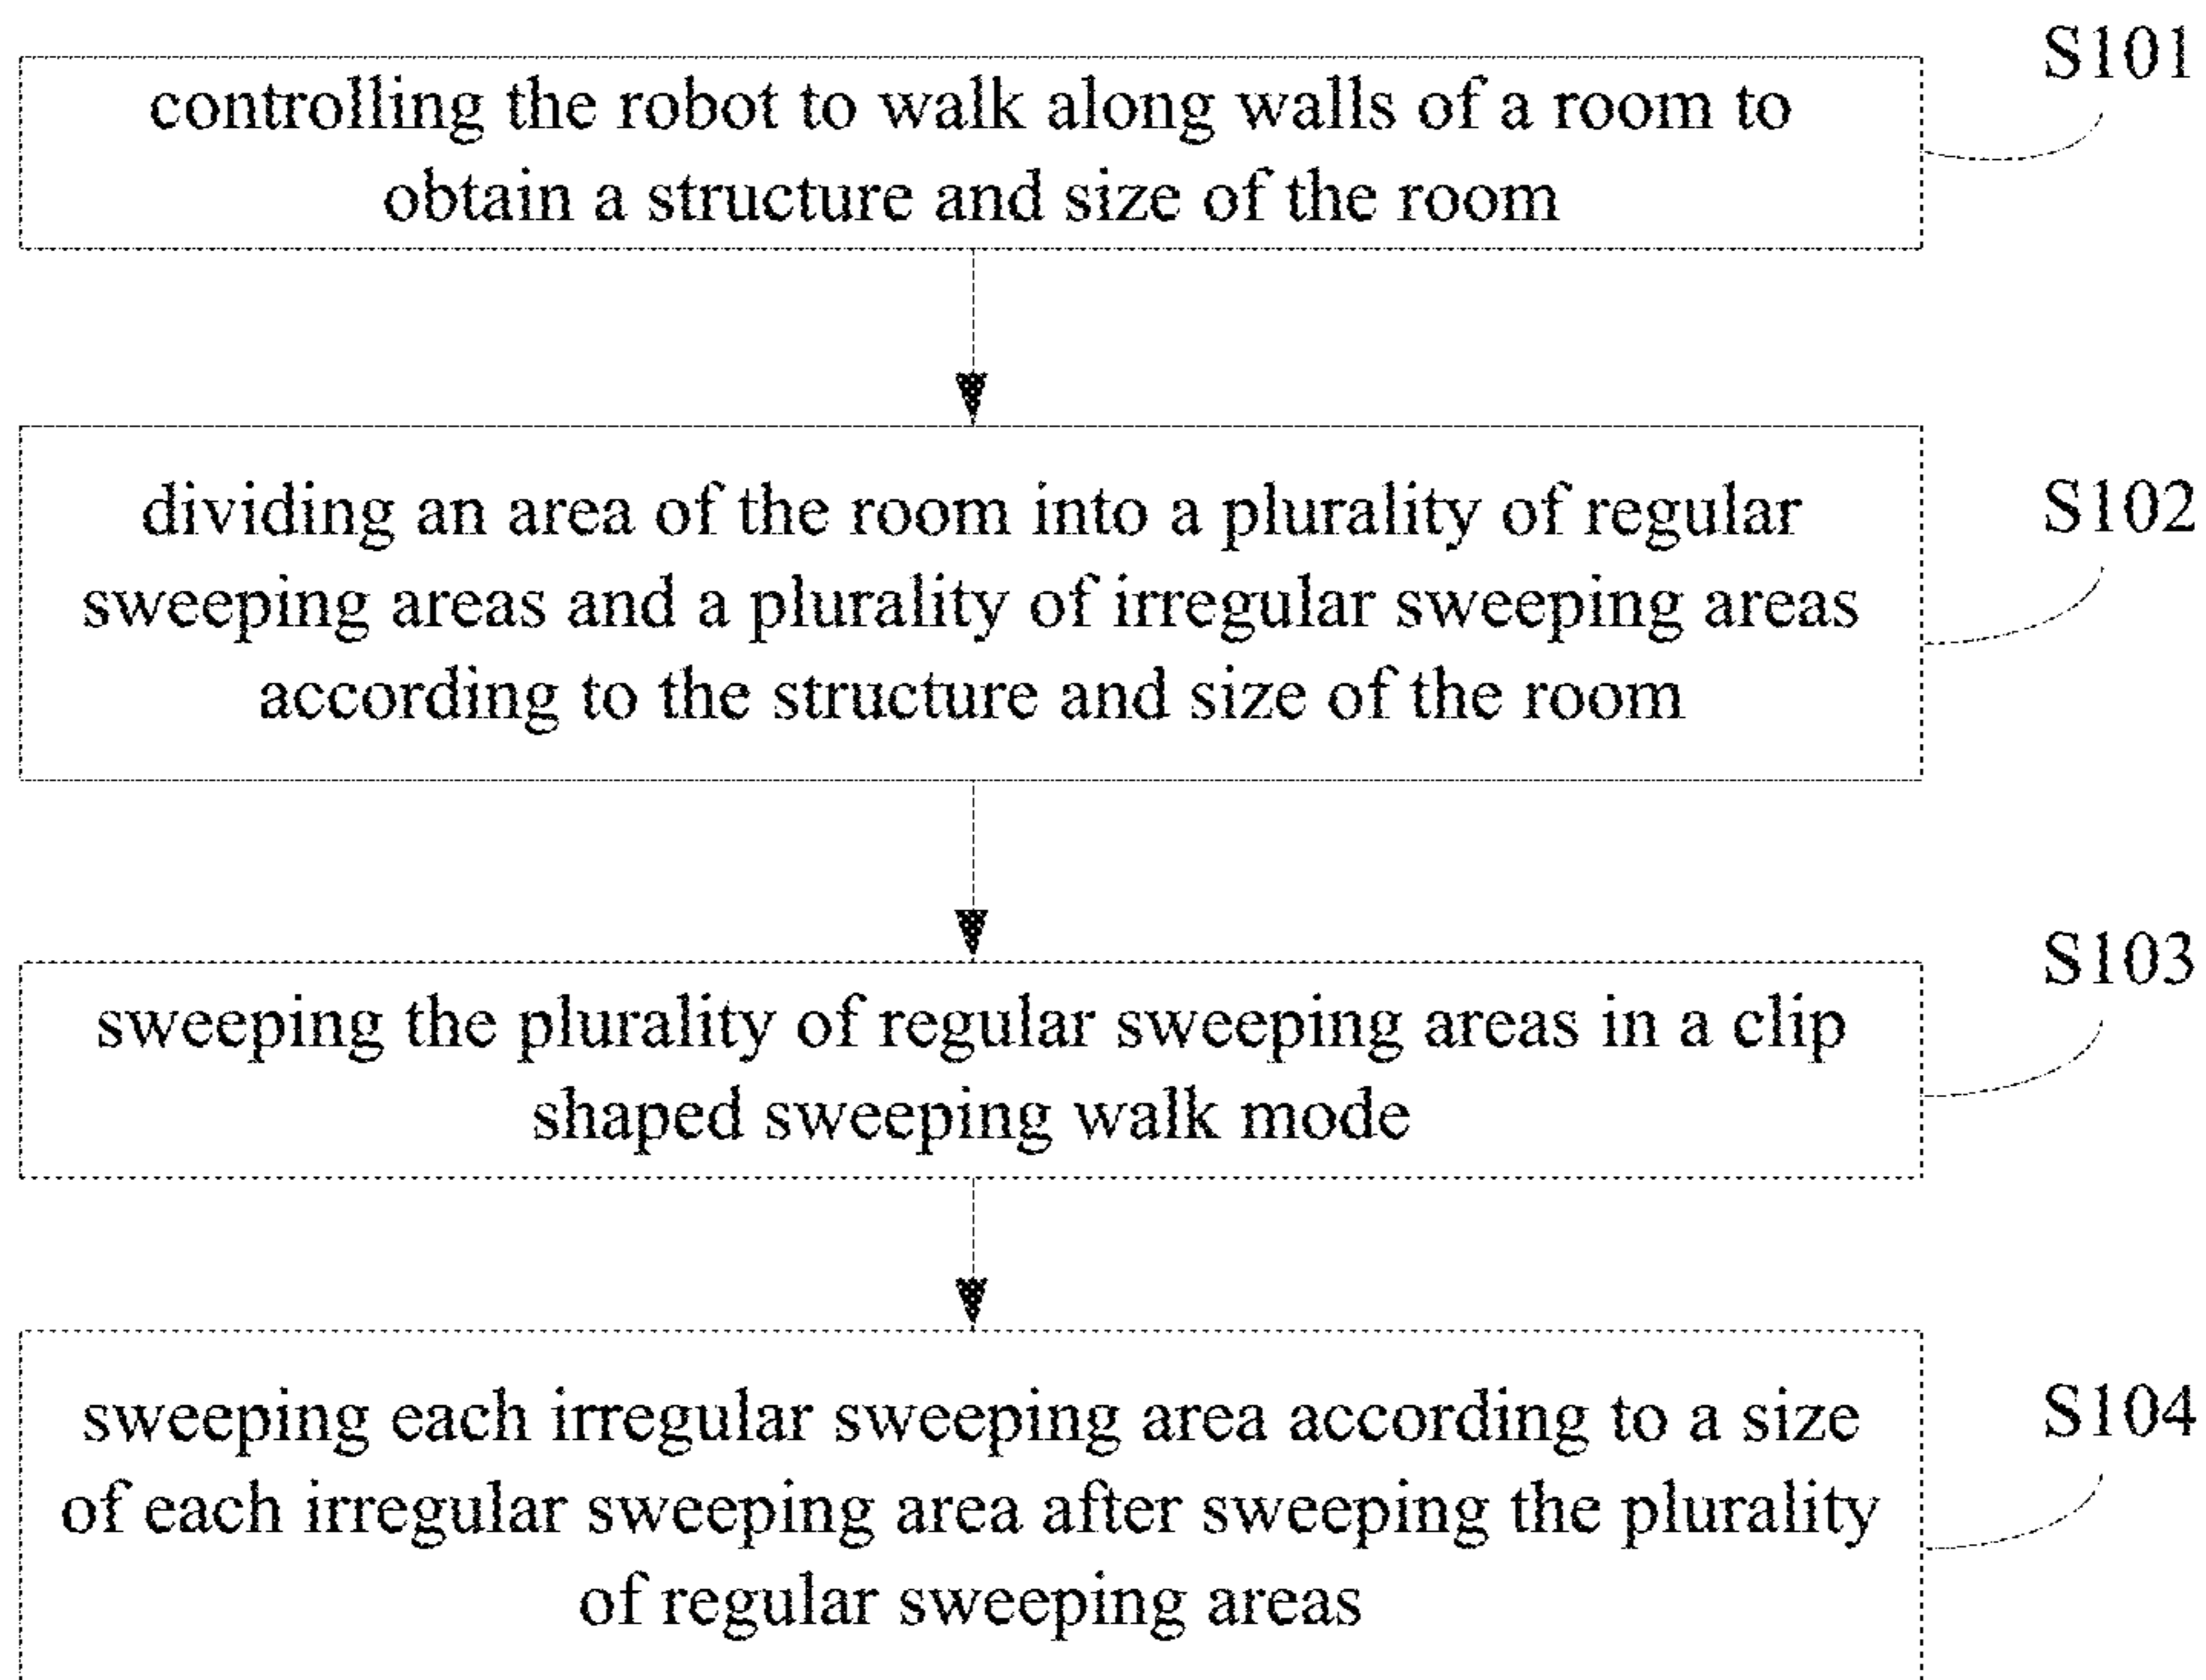 S101
controlling the robot to walk along walls of a room to
obtain a structure and size of the room
S102
dividing an area of the room into a plurality of regular
sweeping areas and a plurality of irregular sweeping areas
according to the structure and size of the room
S103
sweeping the plurality of regular sweeping areas in a clip
shaped sweeping walk mode
S104
sweeping each irregular sweeping area according to a size
of each irregular sweeping area after sweeping the plurality
of regular sweeping areas